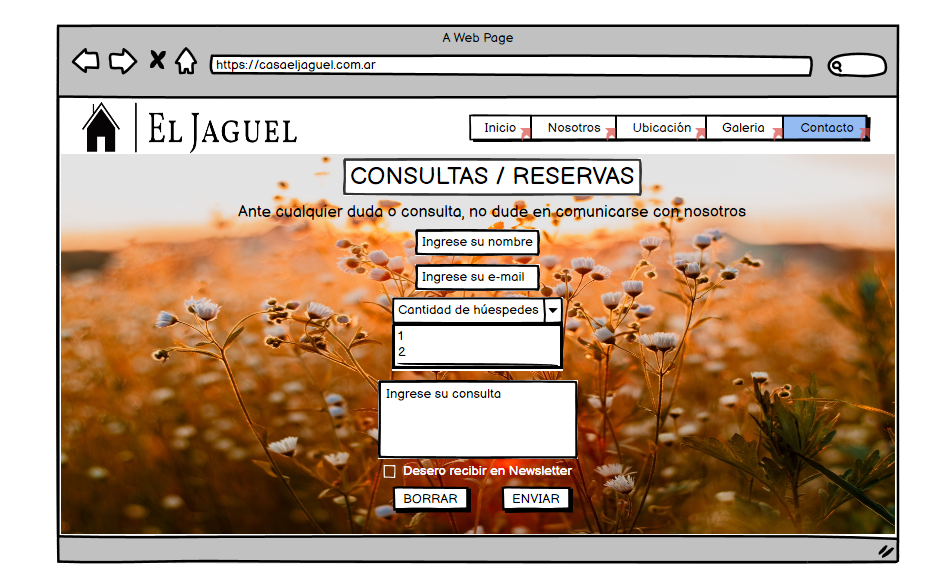 A Web Page
https://casaeljaguel.com.ar
EL JAGUEL
Inicio Nosotros Ubicación Galeria Contacto
CONSULTAS / RESERVAS
Ante cualquier duda o consulta, no dude en comunicarse con nosotros
Ingrese su nombre
Ingrese su e-mail
Cantidad de húespedes
1
2
Ingrese su consulta
Desero recibir en Newsletter
BORRAR ENVIAR